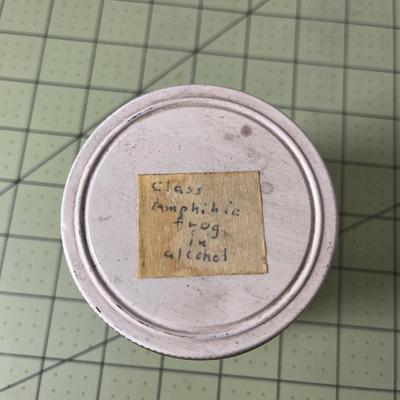 Class
Amphibia
frog
in
alcohol